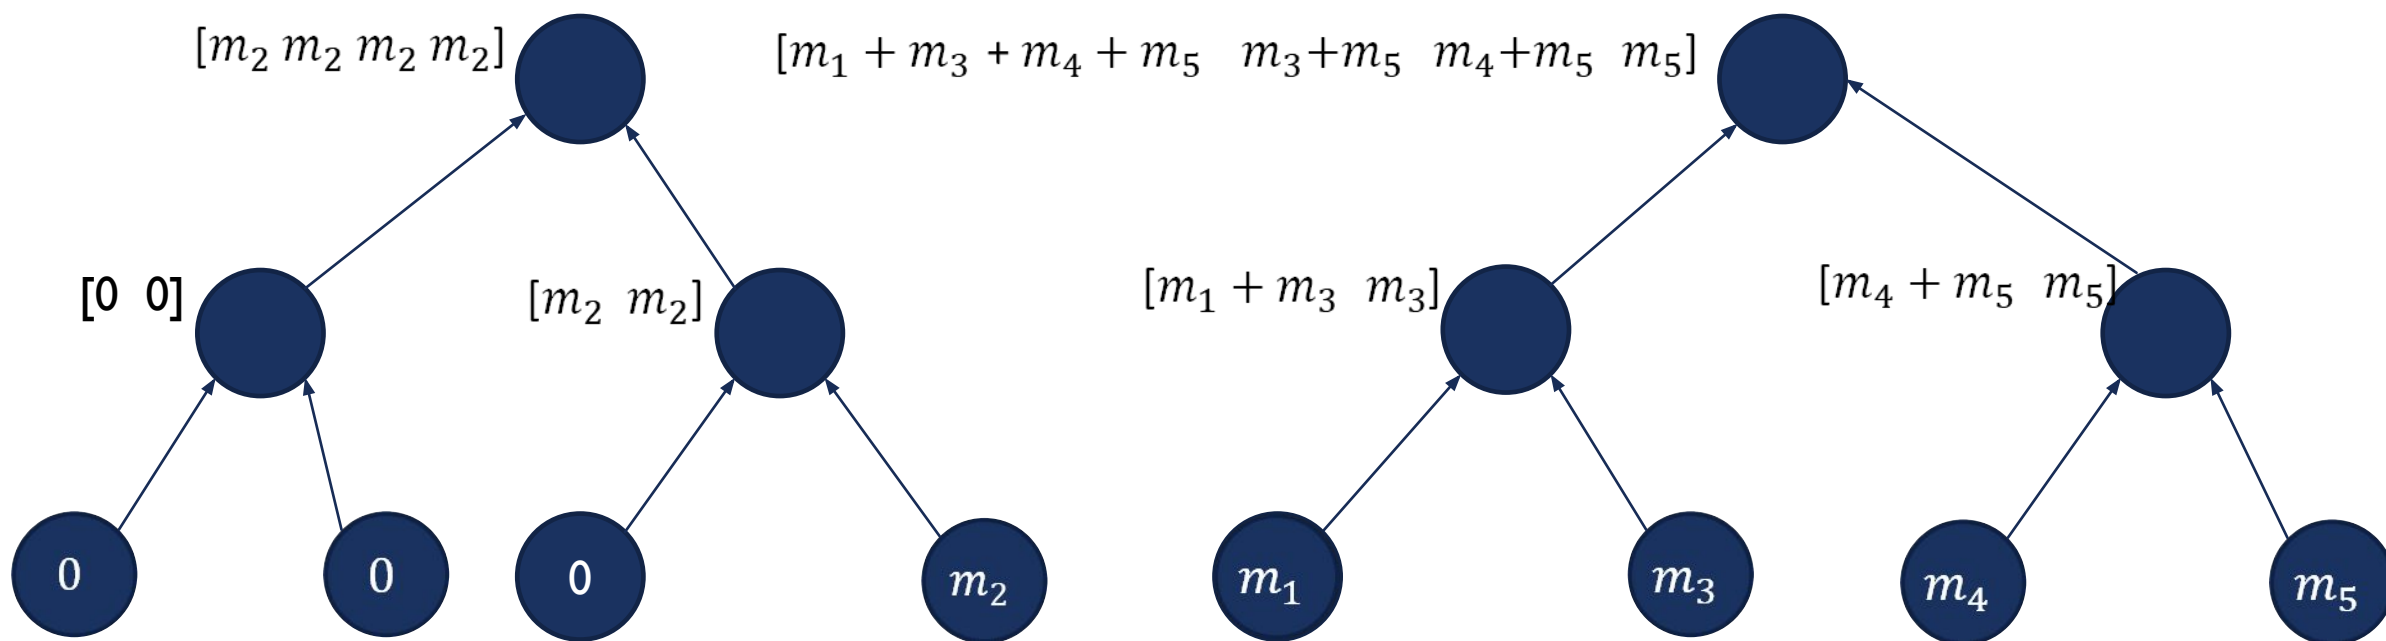 [m₂ m₂ m₂ m₂] [m₁ + m₃ + m₄ + m₅ m₃+m₅ m₄+m₅ m₅]
[0 0] [m₂ m₂] [m₁ + m₃ m₃] [m₄ + m₅ m₅]
0 0 0 m₂ m₁ m₃ m₄ m₅